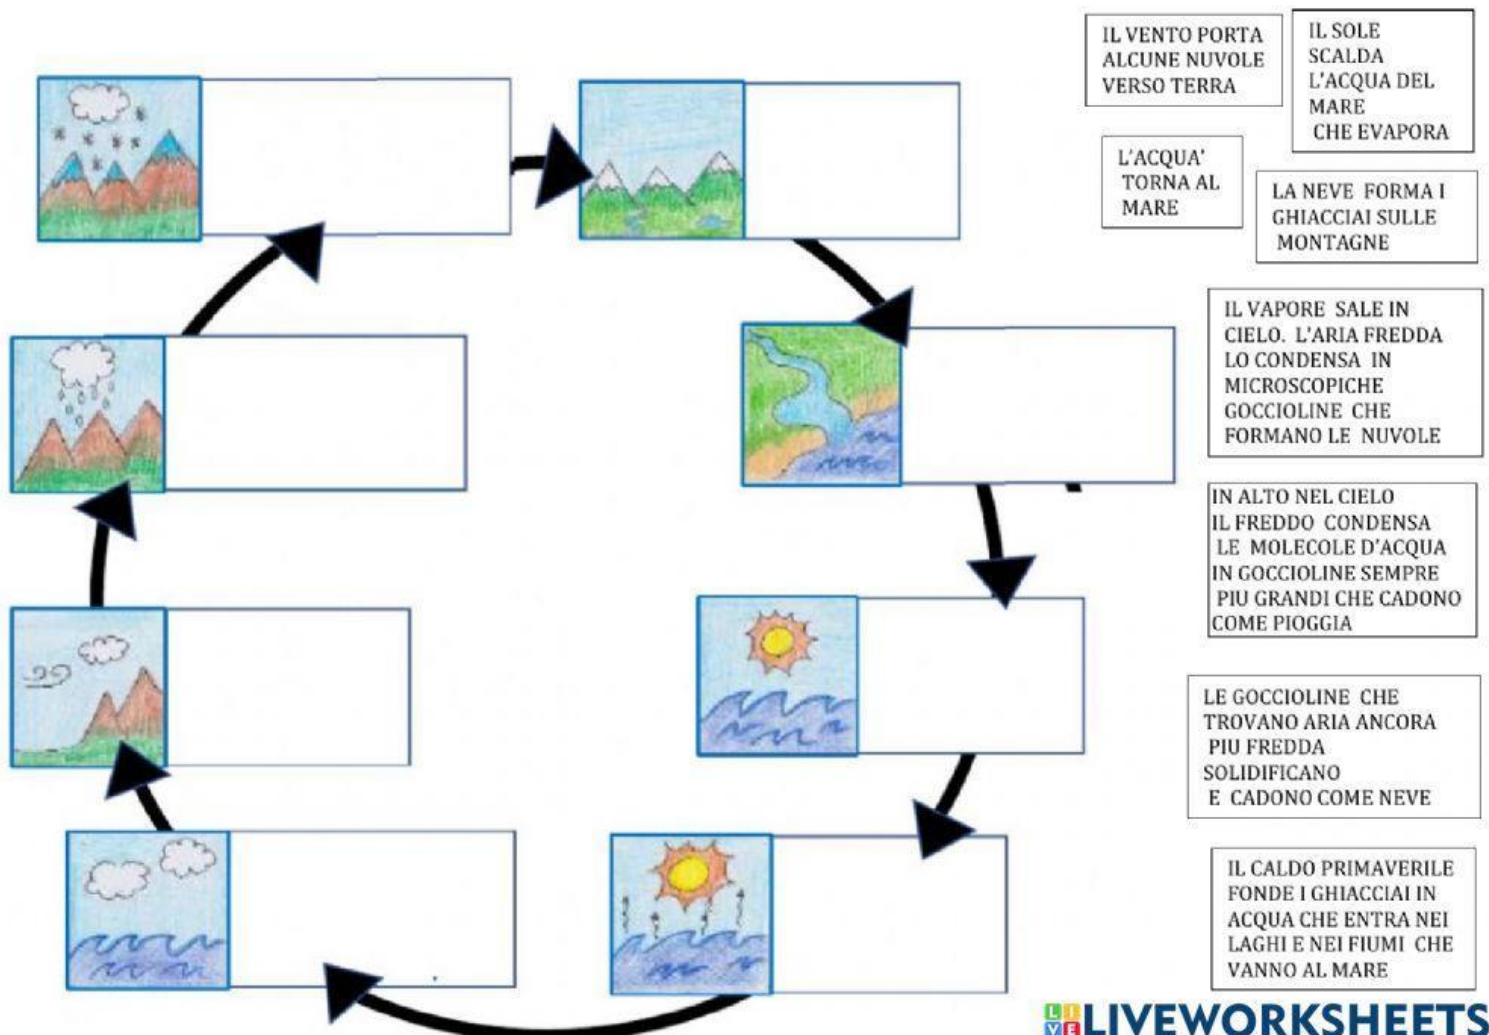 IL VENTO PORTA
ALCUNE NUVOLE
VERSO TERRA
IL SOLE
SCALDA
L'ACQUA DEL
MARE
CHE EVAPORA
L'ACQUA'
TORNA AL
MARE
LA NEVE FORMA I
GHIACCIAI SULLE
MONTAGNE
IL VAPORE SALE IN
CIELO. L'ARIA FREDDA
LO CONDENSA IN
MICROSCOPICHE
GOCCIOLINE CHE
FORMANO LE NUVOLE
IN ALTO NEL CIELO
IL FREDDO CONDENSA
LE MOLECOLE D'ACQUA
IN GOCCIOLINE SEMPRE
PIU GRANDI CHE CADONO
COME PIOGGIA
LE GOCCIOLINE CHE
TROVANO ARIA ANCORA
PIU FREDDA
SOLIDIFICANO
E CADONO COME NEVE
IL CALDO PRIMAVERILE
FONDE I GHIACCIAI IN
ACQUA CHE ENTRA NEI
LAGHI E NEI FIUMI CHE
VANNO AL MARE
LIVE LIVEWORKSHEETS